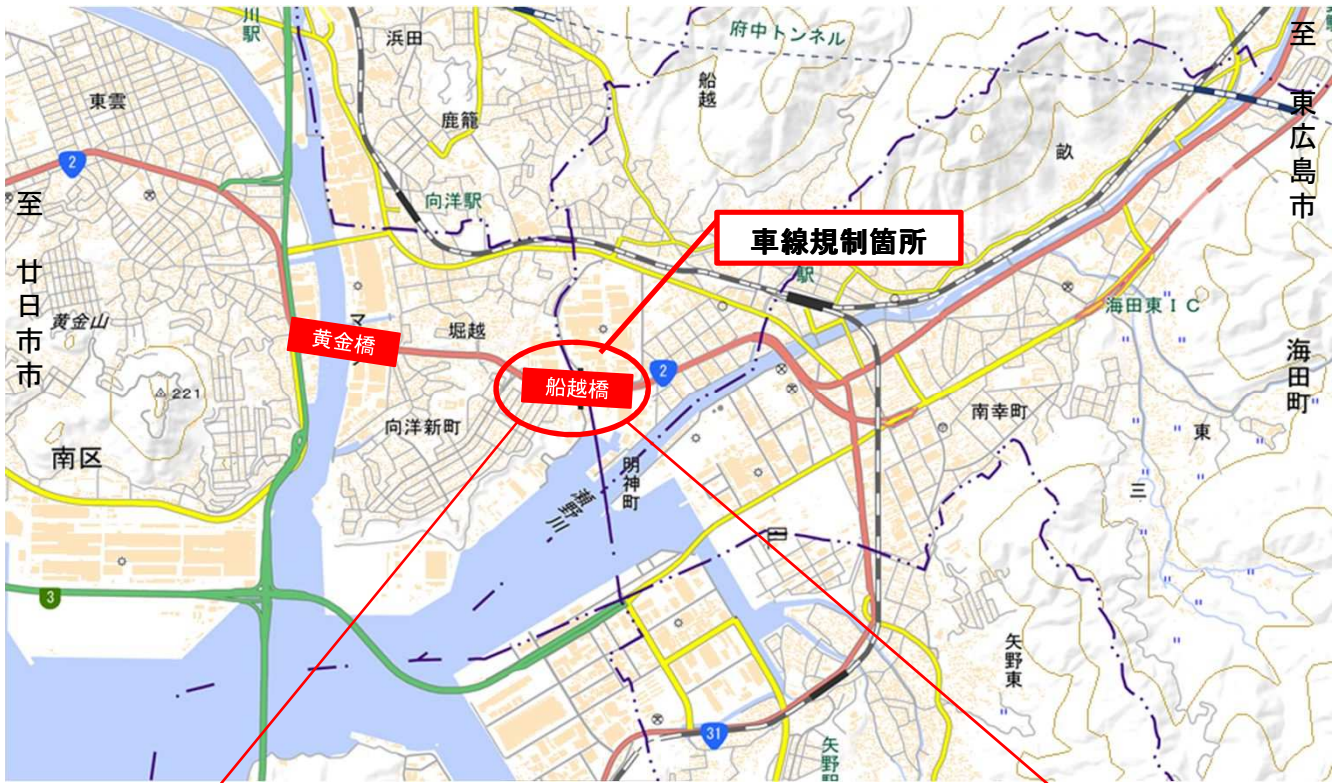 川駅
浜田
府中トンネル
至 東広島市
東雲
鹿籠
船越
畝
2
至 廿日市市
向洋駅
車線規制箇所
駅
海田東IC
黄金山
黄金橋
マ
堀越
船越橋
2
海田町
221
向洋新町
南幸町
東
南区
明神町
瀬野川
三
3
矢野東
31
矢野駅